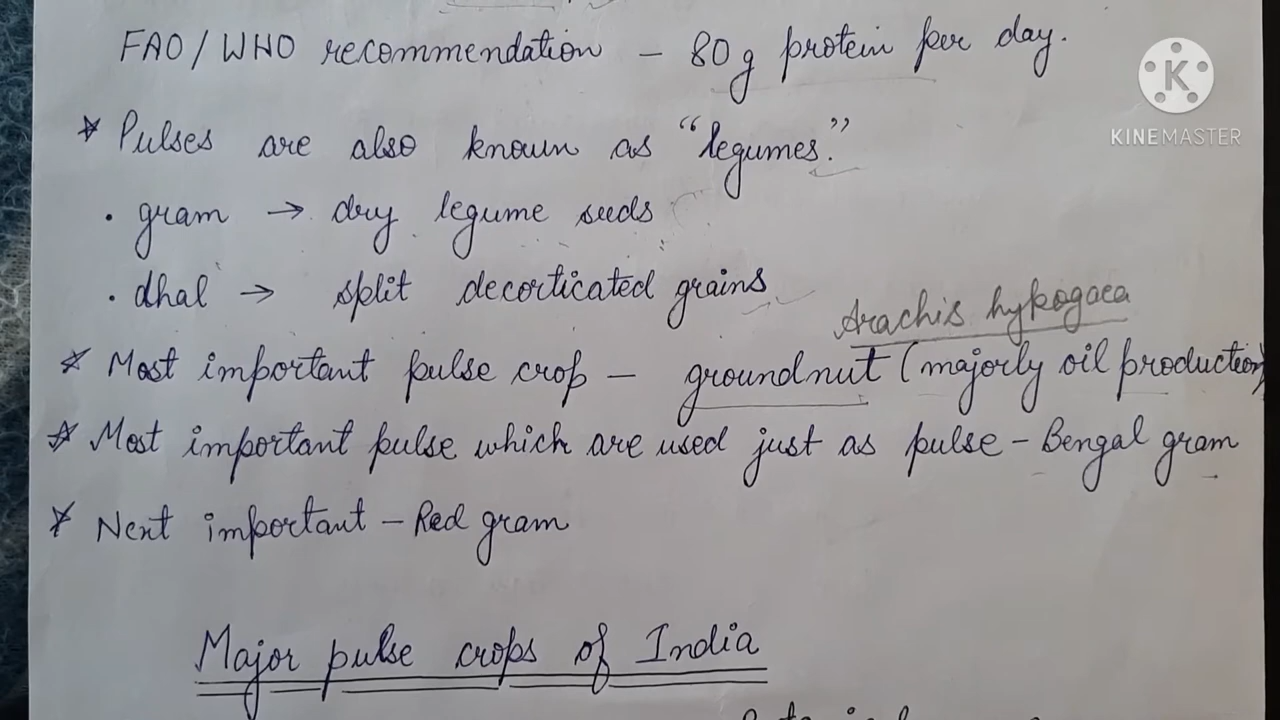 FAO/WHO recommendation - 80g protein per day.
KINEMASTER
* Pulses are also known as "legumes."
• gram → dry legume seeds
• dhal → split decorticated grains
Arachis hykogaea
* Most important pulse crop - groundnut (majorly oil production)
* Most important pulse which are used just as pulse - Bengal gram
* Next important - Red gram
Major pulse crops of India